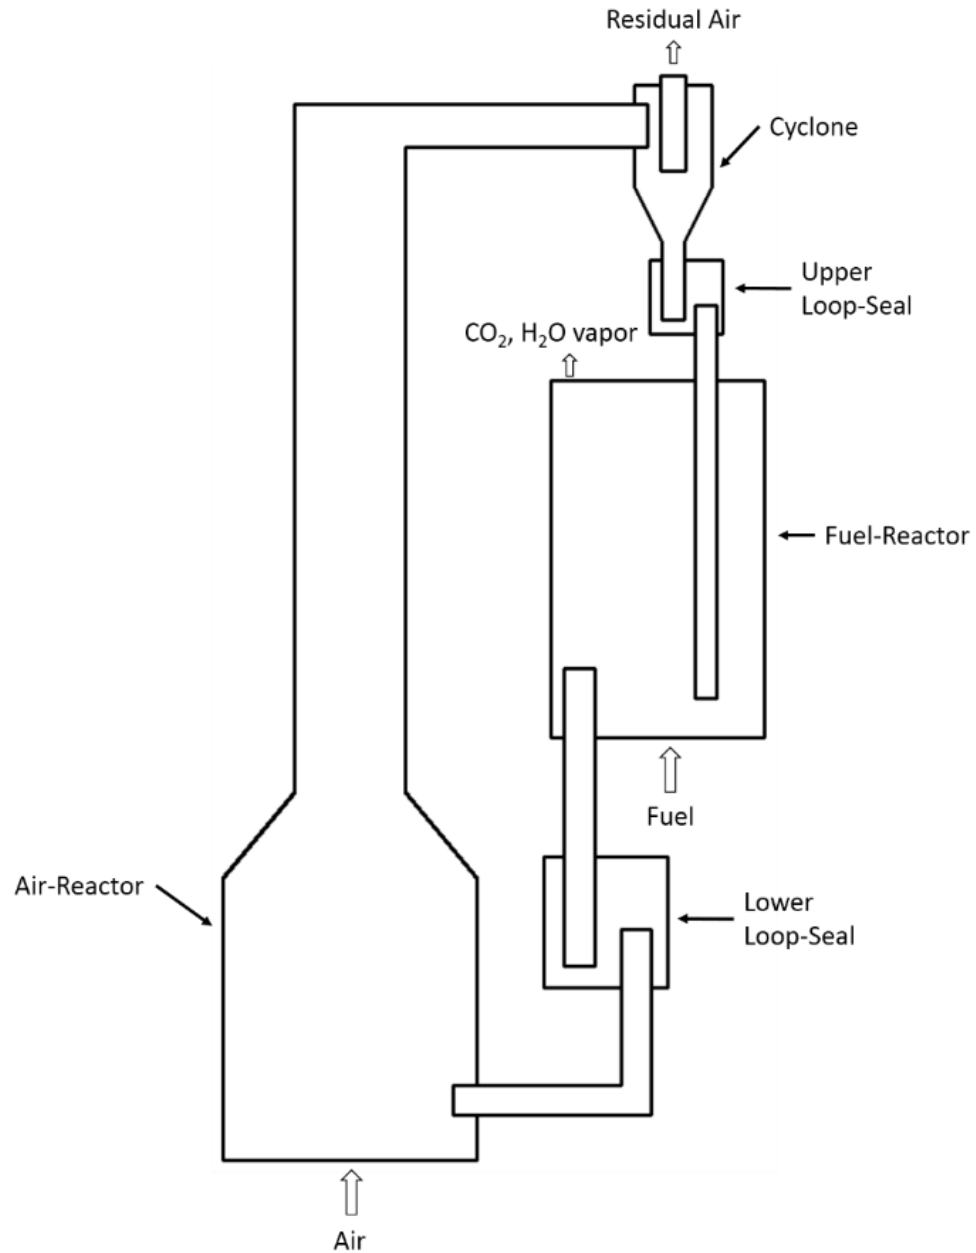 Residual Air
Cyclone
Upper
Loop-Seal
CO₂, H₂O vapor
Fuel-Reactor
Fuel
Air-Reactor
Lower
Loop-Seal
Air